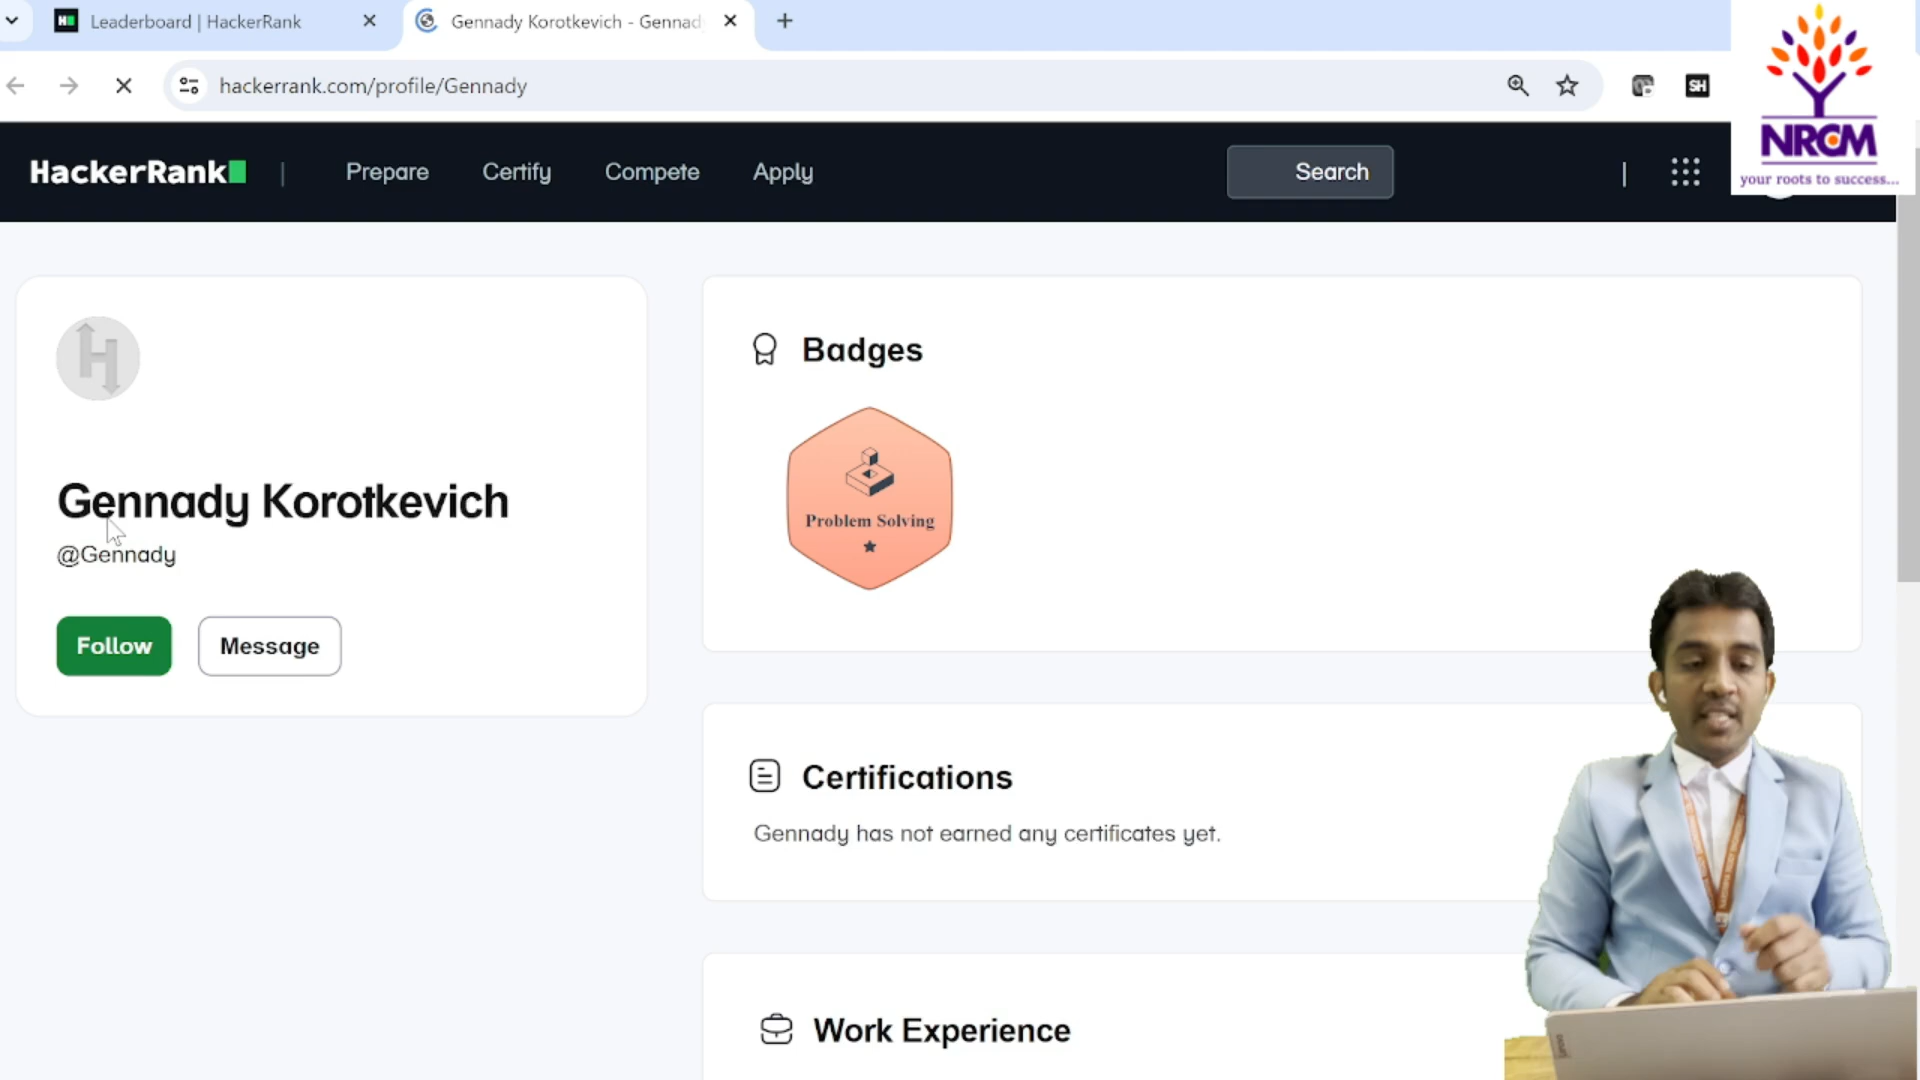 Leaderboard | HackerRank
Gennady Korotkevich - Gennad
hackerrank.com/profile/Gennady
SH
NRCM
your roots to success...
HackerRank
Prepare
Certify
Compete
Apply
Search
Gennady Korotkevich
@Gennady
Follow
Message
Badges
Problem Solving
Certifications
Gennady has not earned any certificates yet.
Work Experience